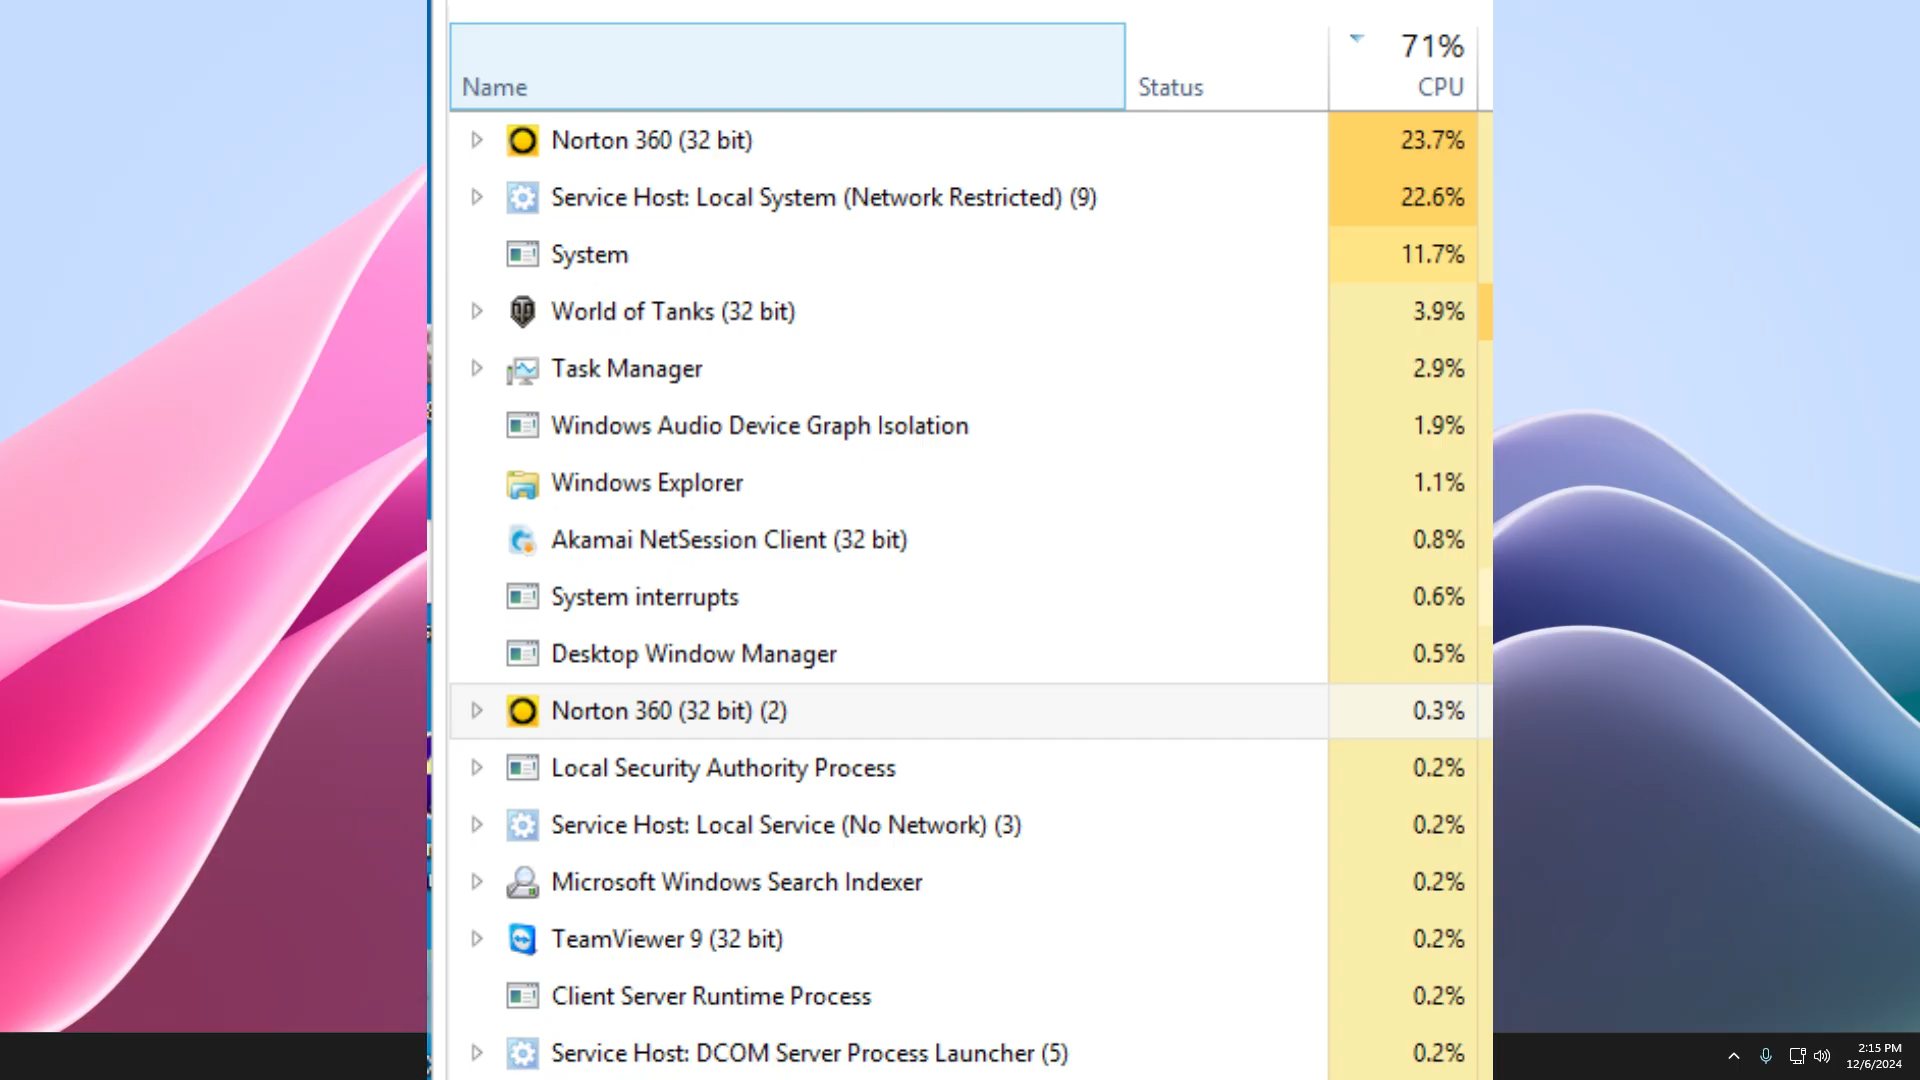 71%
Name Status CPU
Norton 360 (32 bit) 23.7%
Service Host: Local System (Network Restricted) (9) 22.6%
System 11.7%
World of Tanks (32 bit) 3.9%
Task Manager 2.9%
Windows Audio Device Graph Isolation 1.9%
Windows Explorer 1.1%
Akamai NetSession Client (32 bit) 0.8%
System interrupts 0.6%
Desktop Window Manager 0.5%
Norton 360 (32 bit) (2) 0.3%
Local Security Authority Process 0.2%
Service Host: Local Service (No Network) (3) 0.2%
Microsoft Windows Search Indexer 0.2%
TeamViewer 9 (32 bit) 0.2%
Client Server Runtime Process 0.2%
Service Host: DCOM Server Process Launcher (5) 0.2%
2:15 PM
12/6/2024